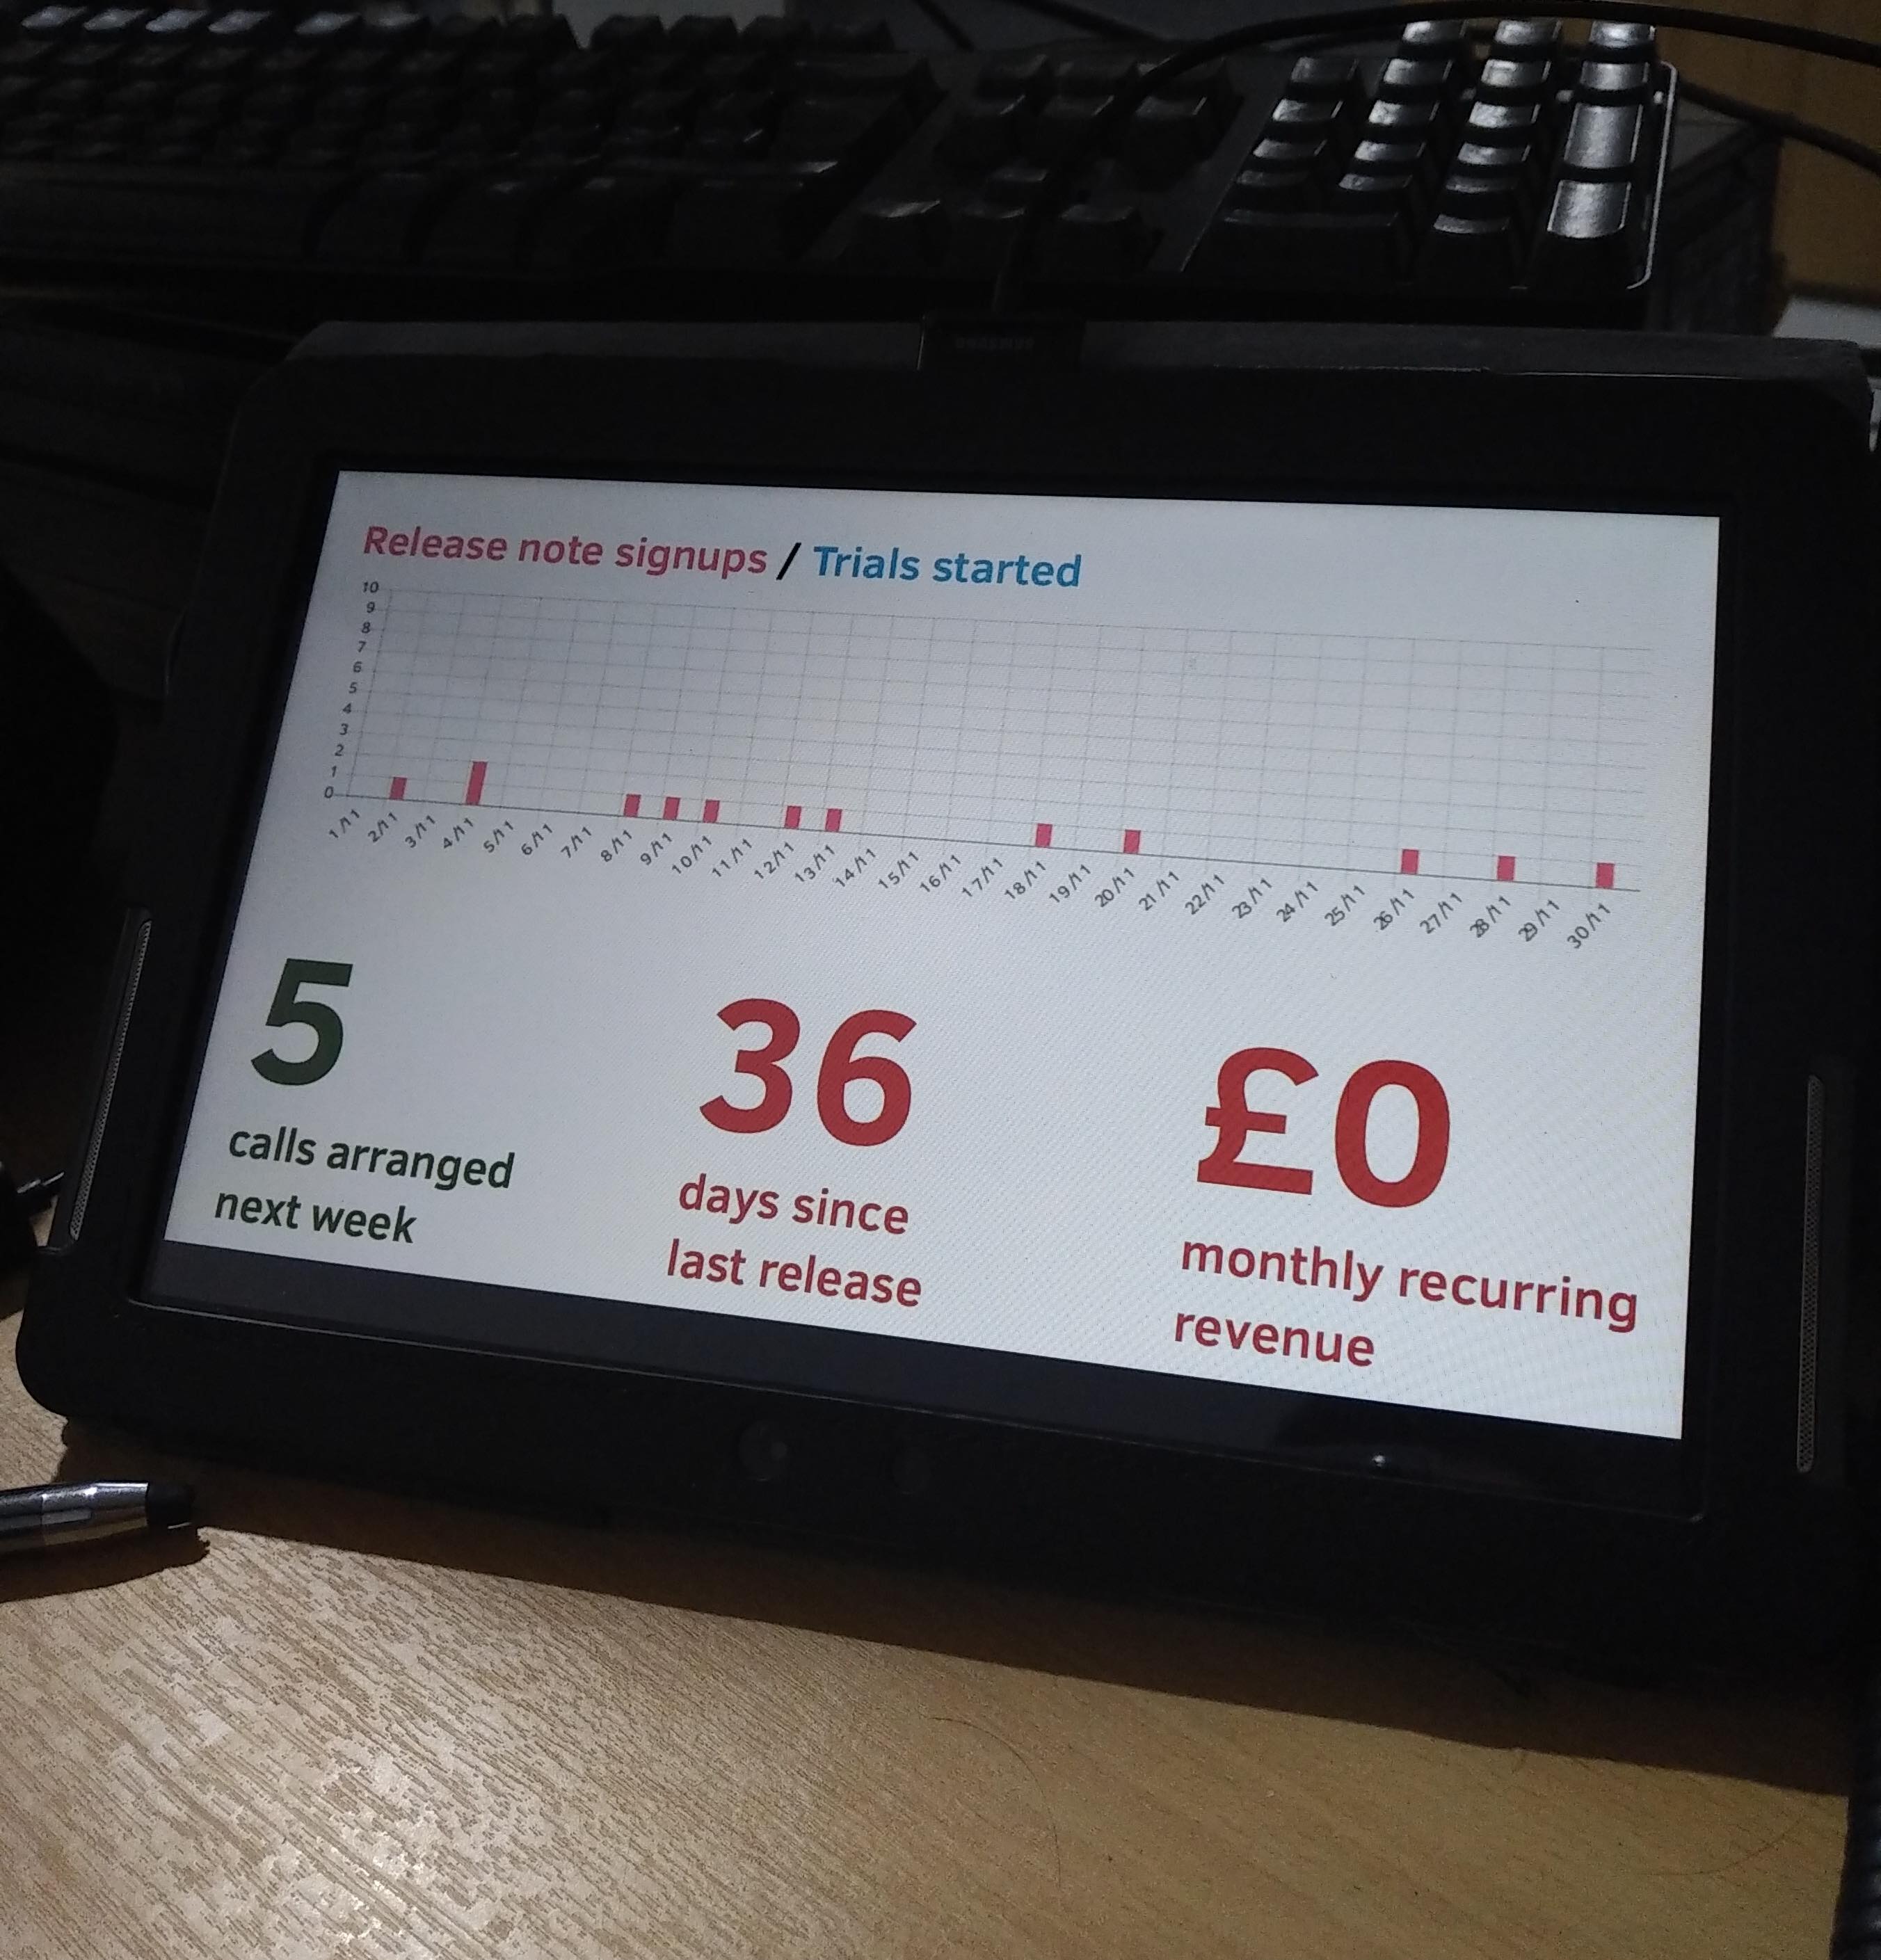 Release note signups / Trials started
10
9
8
7
6
5
4
3
2
1
0
1/11 2/11 3/11 4/11 5/11 6/11 7/11 8/11 9/11 10/11 11/11 12/11 13/11 14/11 15/11 16/11 17/11 18/11 19/11 20/11 21/11 22/11 23/11 24/11 25/11 26/11 27/11 28/11 29/11 30/11
5
calls arranged
next week
36
days since
last release
£0
monthly recurring
revenue